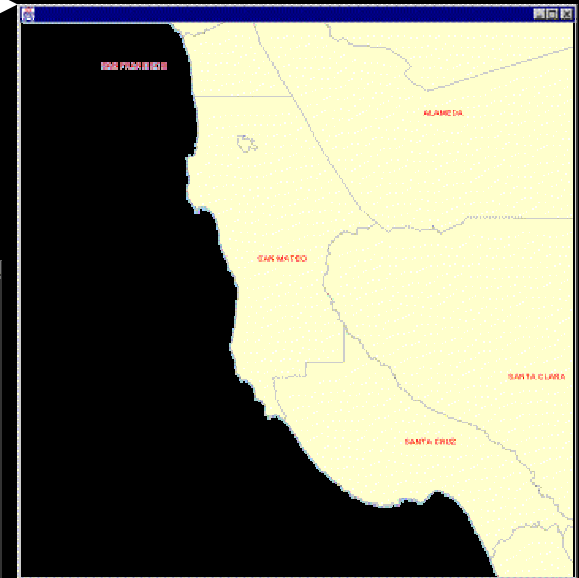 SAN FRANCISCO
ALAMEDA
SAN MATEO
SANTA CLARA
SANTA CRUZ